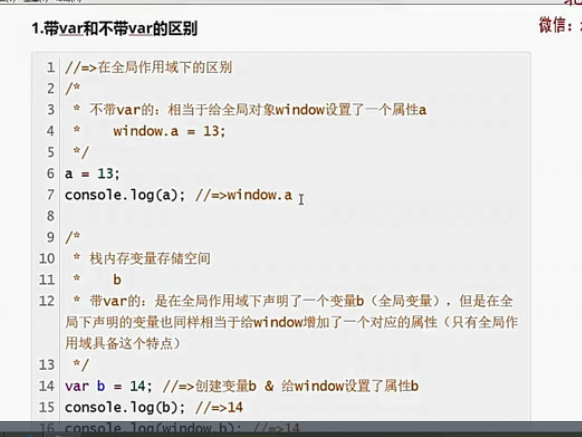 微信：
1.带var和不带var的区别
1 //=>在全局作用域下的区别
2 /*
3 * 不带var的：相当于给全局对象window设置了一个属性a
4 * window.a = 13;
5 */
6 a = 13;
7 console.log(a); //=>window.a
8
9 /*
10 * 栈内存变量存储空间
11 * b
12 * 带var的：是在全局作用域下声明了一个变量b（全局变量），但是在全
局下声明的变量也同样相当于给window增加了一个对应的属性（只有全局作
用域具备这个特点）
13 */
14 var b = 14; //=>创建变量b & 给window设置了属性b
15 console.log(b); //=>14
16 console.log(window.b); //=>14